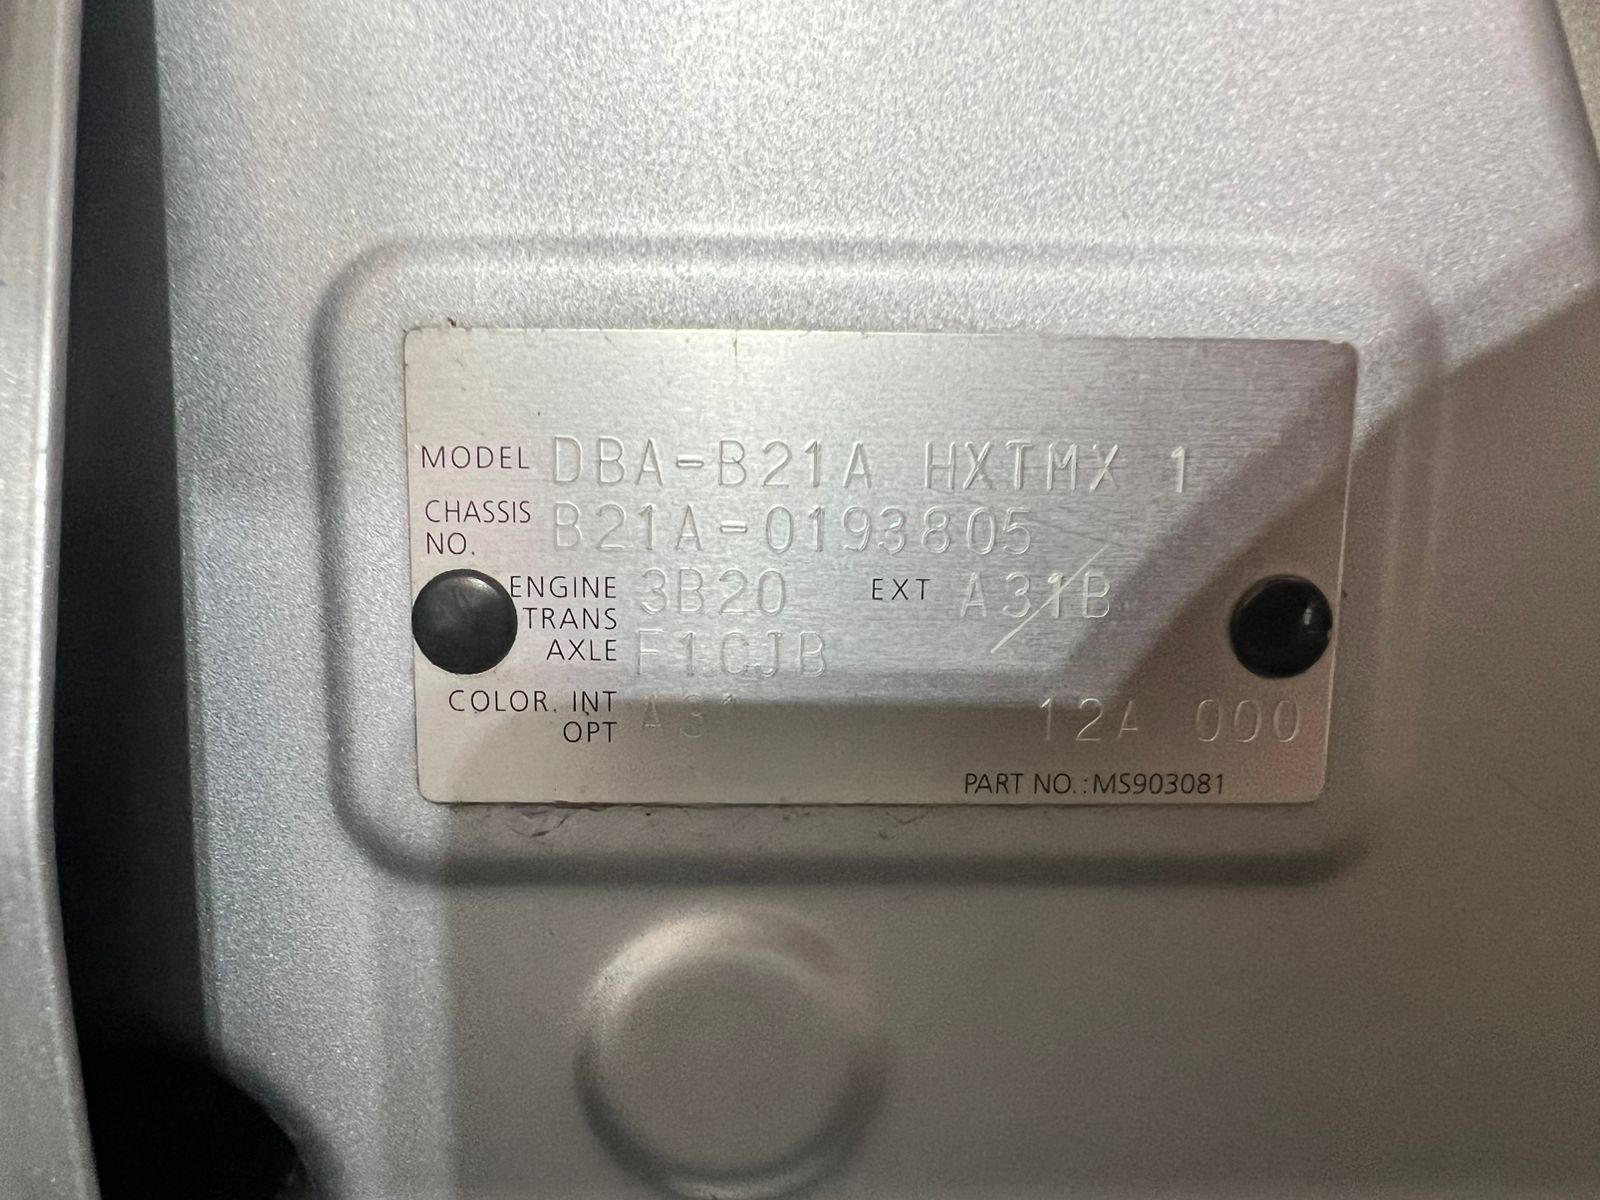 MODEL DBA-B21A HXTMX 1
CHASSIS NO. B21A-0193805
ENGINE 3B20 EXT A31B
TRANS AXLE F1CJB
COLOR. INT OPT A31 12A 000
PART NO.:MS903081